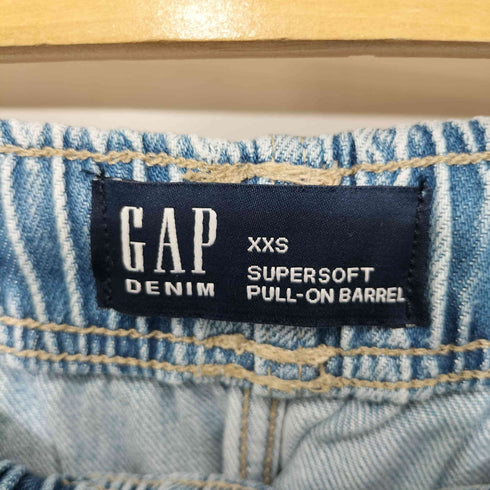 GAP
DENIM
XXS
SUPERSOFT
PULL-ON BARREL